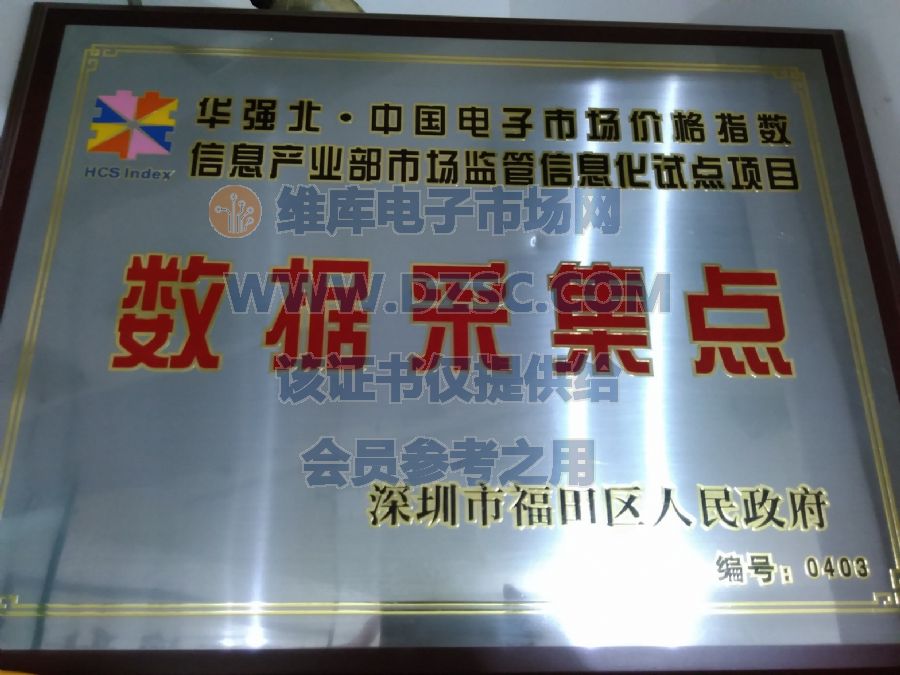 华强北·中国电子市场价格指数
HCS Index
信息产业部市场监管信息化试点项目
维库电子市场网
数据采集点
WWW.DZSC.COM
该证书仅提供给
会员参考之用
深圳市福田区人民政府
编号：0403